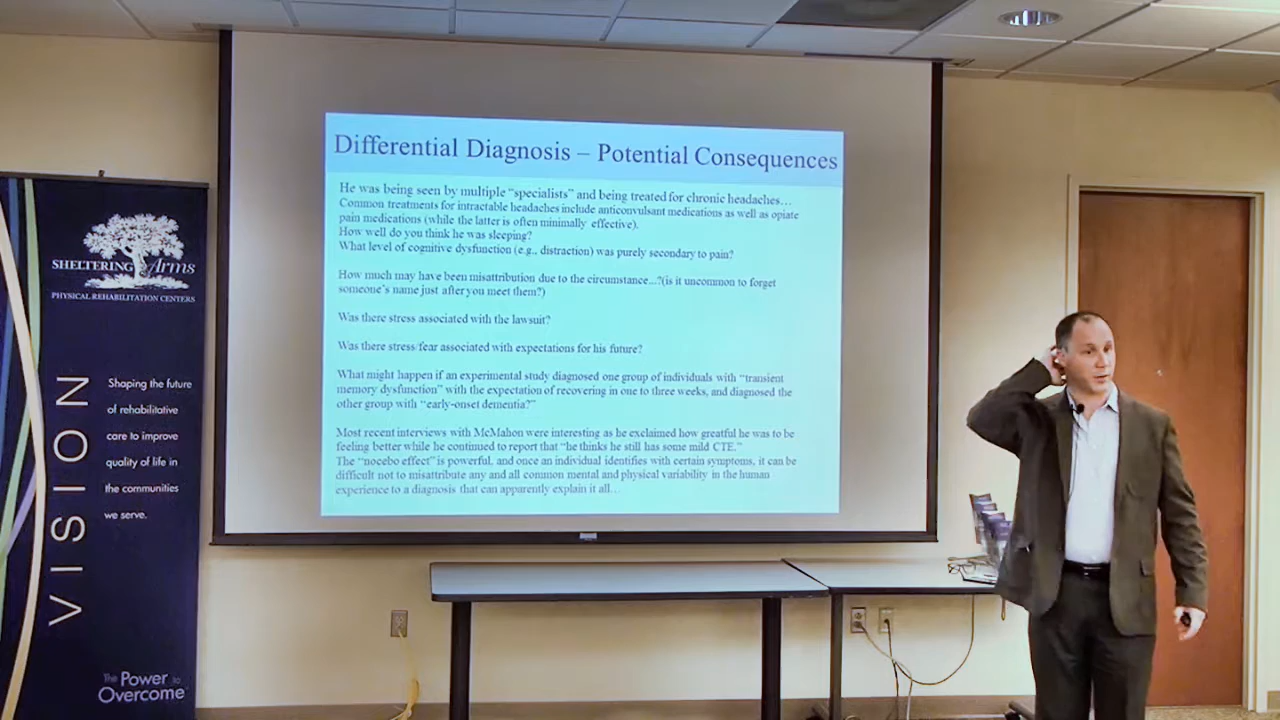 SHELTERING Arms
PHYSICAL REHABILITATION CENTERS
VISION
Shaping the future
of rehabilitative
care to improve
quality of life in
the communities
we serve.
The Power to
Overcome
Differential Diagnosis – Potential Consequences
He was being seen by multiple “specialists” and being treated for chronic headaches…
Common treatments for intractable headaches include anticonvulsant medications as well as opiate
pain medications (while the latter is often minimally effective).
How well do you think he was sleeping?
What level of cognitive dysfunction (e.g., distraction) was purely secondary to pain?
How much may have been misattribution due to the circumstance...?(is it uncommon to forget
someone’s name just after you meet them?)
Was there stress associated with the lawsuit?
Was there stress/fear associated with expectations for his future?
What might happen if an experimental study diagnosed one group of individuals with “transient
memory dysfunction” with the expectation of recovering in one to three weeks, and diagnosed the
other group with “early-onset dementia?”
Most recent interviews with McMahon were interesting as he exclaimed how greatful he was to be
feeling better while he continued to report that “he thinks he still has some mild CTE.”
The “nocebo effect” is powerful, and once an individual identifies with certain symptoms, it can be
difficult not to misattribute any and all common mental and physical variability in the human
experience to a diagnosis that can apparently explain it all…